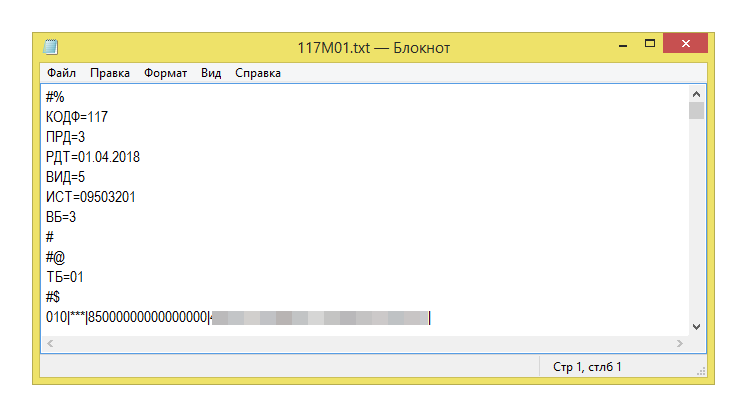 117M01.txt — Блокнот
Файл Правка Формат Вид Справка
#%
КОДФ=117
ПРД=3
РДТ=01.04.2018
ВИД=5
ИСТ=09503201
ВБ=3
#
#@
ТБ=01
#$
010|***|85000000000000000|
Стр 1, стлб 1